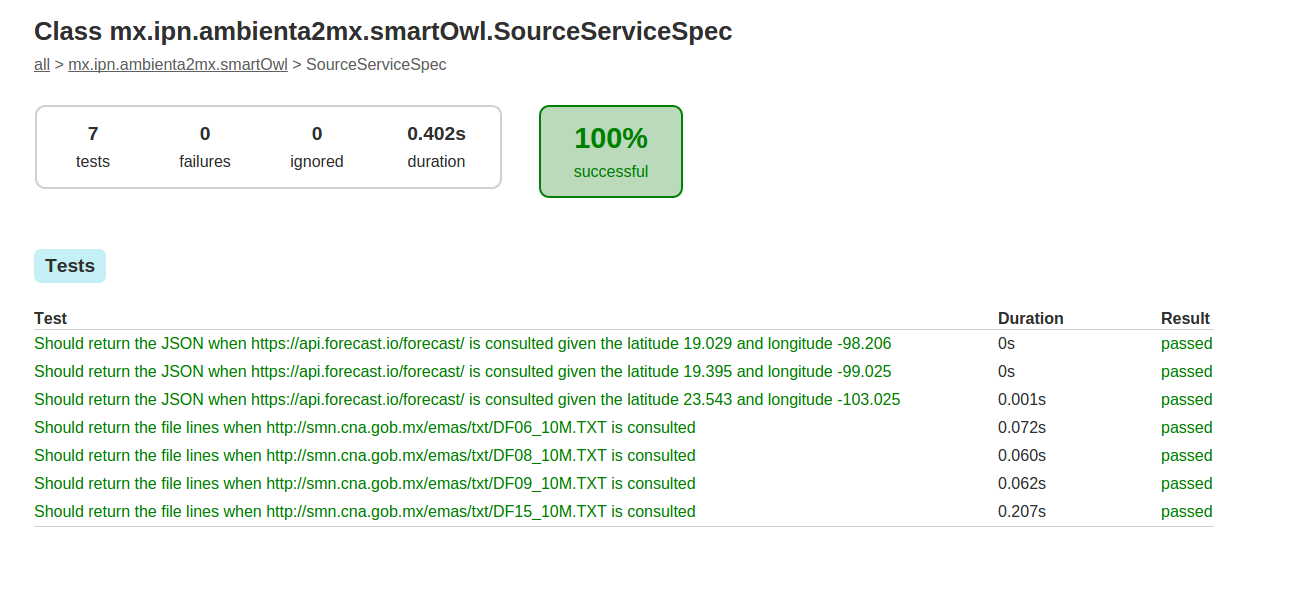 Class mx.ipn.ambienta2mx.smartOwl.SourceServiceSpec
all > mx.ipn.ambienta2mx.smartOwl > SourceServiceSpec
7 0 0 0.402s
tests failures ignored duration
100%
successful
Tests
Test Duration Result
Should return the JSON when https://api.forecast.io/forecast/ is consulted given the latitude 19.029 and longitude -98.206 0s passed
Should return the JSON when https://api.forecast.io/forecast/ is consulted given the latitude 19.395 and longitude -99.025 0s passed
Should return the JSON when https://api.forecast.io/forecast/ is consulted given the latitude 23.543 and longitude -103.025 0.001s passed
Should return the file lines when http://smn.cna.gob.mx/emas/txt/DF06_10M.TXT is consulted 0.072s passed
Should return the file lines when http://smn.cna.gob.mx/emas/txt/DF08_10M.TXT is consulted 0.060s passed
Should return the file lines when http://smn.cna.gob.mx/emas/txt/DF09_10M.TXT is consulted 0.062s passed
Should return the file lines when http://smn.cna.gob.mx/emas/txt/DF15_10M.TXT is consulted 0.207s passed